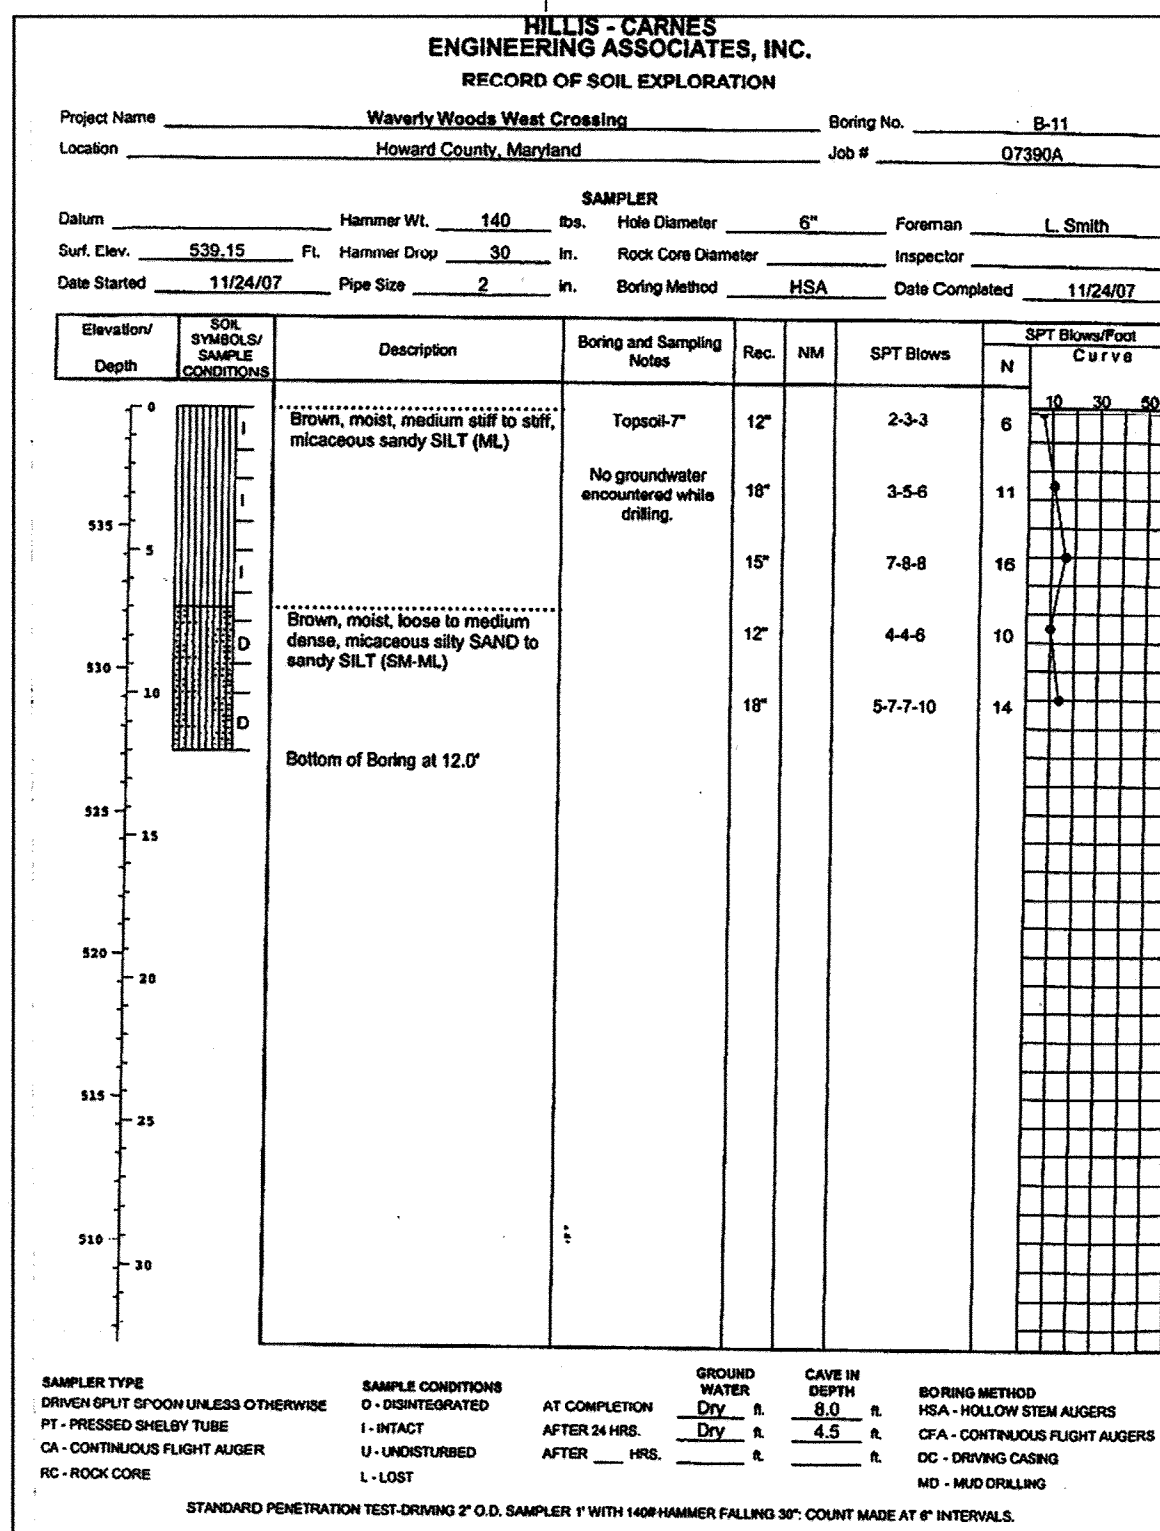 HILLIS - CARNES
ENGINEERING ASSOCIATES, INC.
RECORD OF SOIL EXPLORATION
Project Name Waverly Woods West Crossing Boring No. B-11
Location Howard County, Maryland Job # 07390A
SAMPLER
Datum Hammer Wt. 140 lbs. Hole Diameter 6" Foreman L. Smith
Surf. Elev. 539.15 Ft. Hammer Drop 30 in. Rock Core Diameter Inspector
Date Started 11/24/07 Pipe Size 2 in. Boring Method HSA Date Completed 11/24/07
Elevation/ Depth
SOIL SYMBOLS/ SAMPLE CONDITIONS
Description
Boring and Sampling Notes
Rec.
NM
SPT Blows
SPT Blows/Foot
N
Curve
10 30 50
0
Brown, moist, medium stiff to stiff, Topsoil-7" 12" 2-3-3 6
micaceous sandy SILT (ML)
I
No groundwater
encountered while 18" 3-5-6 11
drilling.
I
535
5
I
15" 7-8-8 16
Brown, moist, loose to medium
dense, micaceous silty SAND to 12" 4-4-6 10
sandy SILT (SM-ML)
D
530
10
18" 5-7-7-10 14
D
Bottom of Boring at 12.0'
525
15
520
20
515
25
510
30
SAMPLER TYPE
DRIVEN SPLIT SPOON UNLESS OTHERWISE
PT - PRESSED SHELBY TUBE
CA - CONTINUOUS FLIGHT AUGER
RC - ROCK CORE
SAMPLE CONDITIONS
D - DISINTEGRATED
I - INTACT
U - UNDISTURBED
L - LOST
GROUND WATER CAVE IN DEPTH
AT COMPLETION Dry ft. 8.0 ft.
AFTER 24 HRS. Dry ft. 4.5 ft.
AFTER ___ HRS. ft. ft.
BORING METHOD
HSA - HOLLOW STEM AUGERS
CFA - CONTINUOUS FLIGHT AUGERS
DC - DRIVING CASING
MD - MUD DRILLING
STANDARD PENETRATION TEST-DRIVING 2" O.D. SAMPLER 1' WITH 140# HAMMER FALLING 30": COUNT MADE AT 6" INTERVALS.